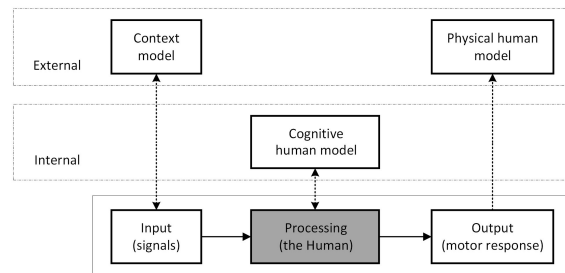 Context
model
Physical human
model
External
Cognitive
human model
Internal
Input
(signals)
Processing
(the Human)
Output
(motor response)